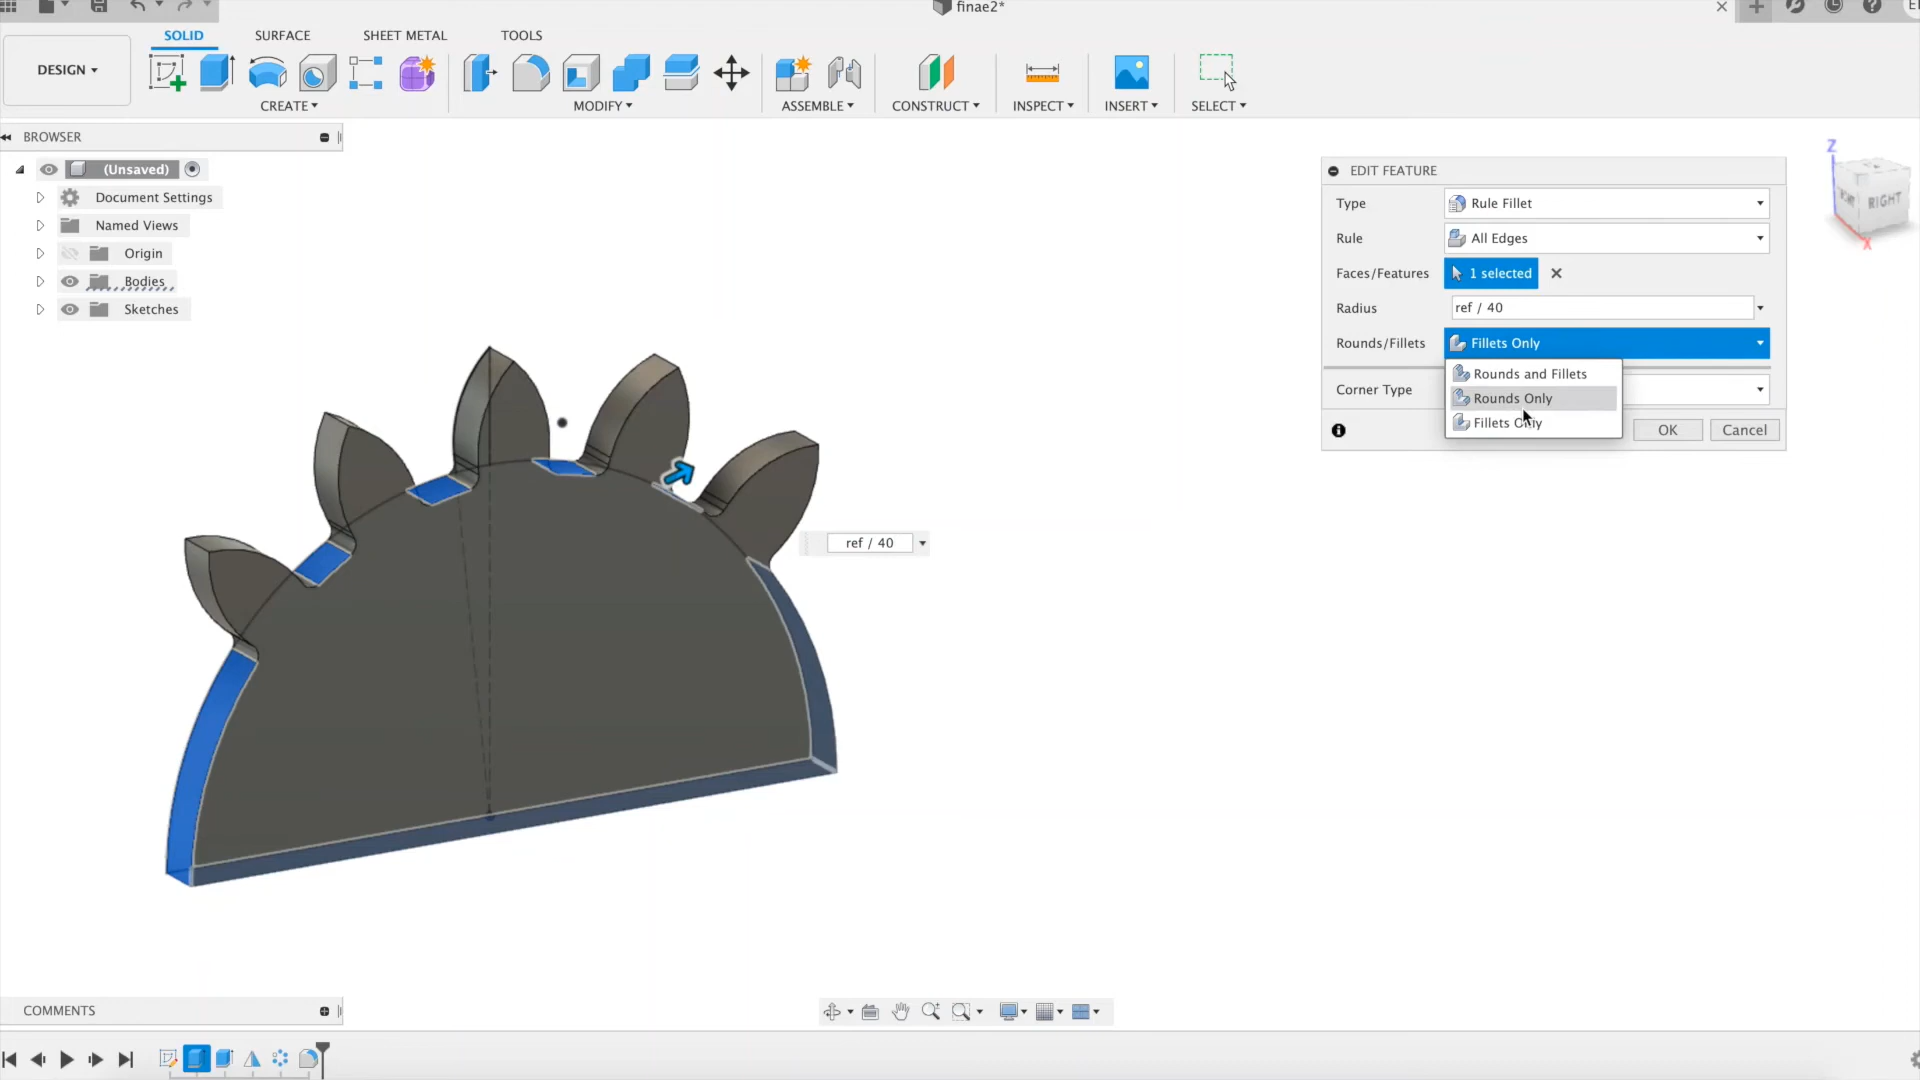 finae2*
DESIGN
SOLID
SURFACE
SHEET METAL
TOOLS
CREATE
MODIFY
ASSEMBLE
CONSTRUCT
INSPECT
INSERT
SELECT
BROWSER
(Unsaved)
Document Settings
Named Views
Origin
Bodies
Sketches
EDIT FEATURE
Type
Rule Fillet
Rule
All Edges
Faces/Features
1 selected
Radius
ref / 40
Rounds/Fillets
Fillets Only
Rounds and Fillets
Rounds Only
Fillets Only
Corner Type
OK
Cancel
Z
RIGHT
X
ref / 40
COMMENTS